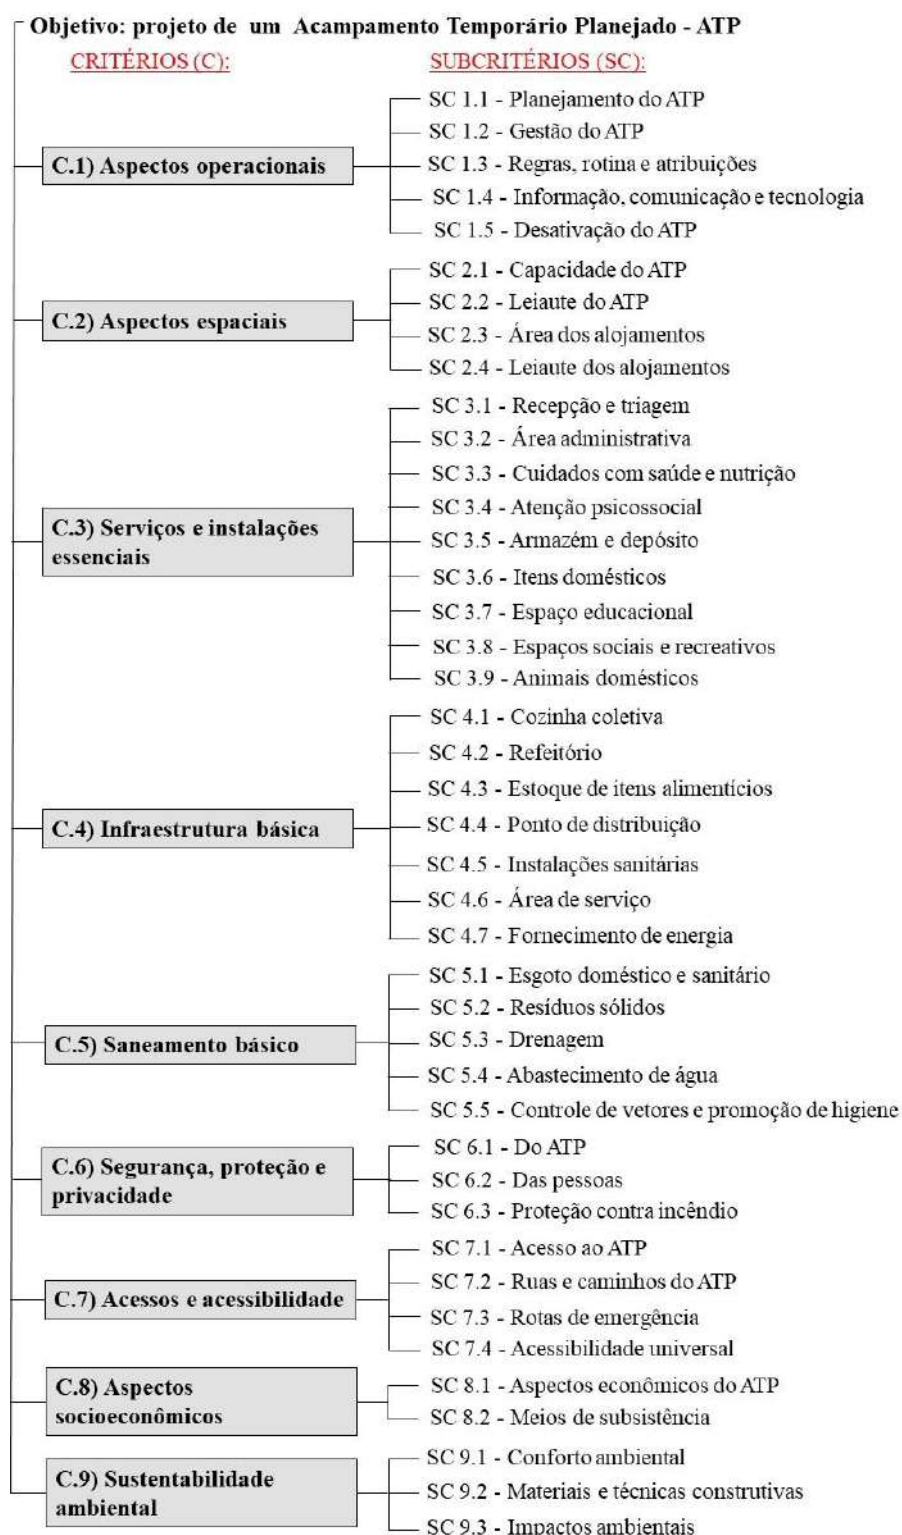 Objetivo: projeto de um Acampamento Temporário Planejado - ATP
CRITÉRIOS (C):
SUBCRITÉRIOS (SC):
C.1) Aspectos operacionais
SC 1.1 - Planejamento do ATP
SC 1.2 - Gestão do ATP
SC 1.3 - Regras, rotina e atribuições
SC 1.4 - Informação, comunicação e tecnologia
SC 1.5 - Desativação do ATP
C.2) Aspectos espaciais
SC 2.1 - Capacidade do ATP
SC 2.2 - Leiaute do ATP
SC 2.3 - Área dos alojamentos
SC 2.4 - Leiaute dos alojamentos
C.3) Serviços e instalações
essenciais
SC 3.1 - Recepção e triagem
SC 3.2 - Área administrativa
SC 3.3 - Cuidados com saúde e nutrição
SC 3.4 - Atenção psicossocial
SC 3.5 - Armazém e depósito
SC 3.6 - Itens domésticos
SC 3.7 - Espaço educacional
SC 3.8 - Espaços sociais e recreativos
SC 3.9 - Animais domésticos
C.4) Infraestrutura básica
SC 4.1 - Cozinha coletiva
SC 4.2 - Refeitório
SC 4.3 - Estoque de itens alimentícios
SC 4.4 - Ponto de distribuição
SC 4.5 - Instalações sanitárias
SC 4.6 - Área de serviço
SC 4.7 - Fornecimento de energia
C.5) Saneamento básico
SC 5.1 - Esgoto doméstico e sanitário
SC 5.2 - Resíduos sólidos
SC 5.3 - Drenagem
SC 5.4 - Abastecimento de água
SC 5.5 - Controle de vetores e promoção de higiene
C.6) Segurança, proteção e
privacidade
SC 6.1 - Do ATP
SC 6.2 - Das pessoas
SC 6.3 - Proteção contra incêndio
C.7) Acessos e acessibilidade
SC 7.1 - Acesso ao ATP
SC 7.2 - Ruas e caminhos do ATP
SC 7.3 - Rotas de emergência
SC 7.4 - Acessibilidade universal
C.8) Aspectos
socioeconômicos
SC 8.1 - Aspectos econômicos do ATP
SC 8.2 - Meios de subsistência
C.9) Sustentabilidade
ambiental
SC 9.1 - Conforto ambiental
SC 9.2 - Materiais e técnicas construtivas
SC 9.3 - Impactos ambientais